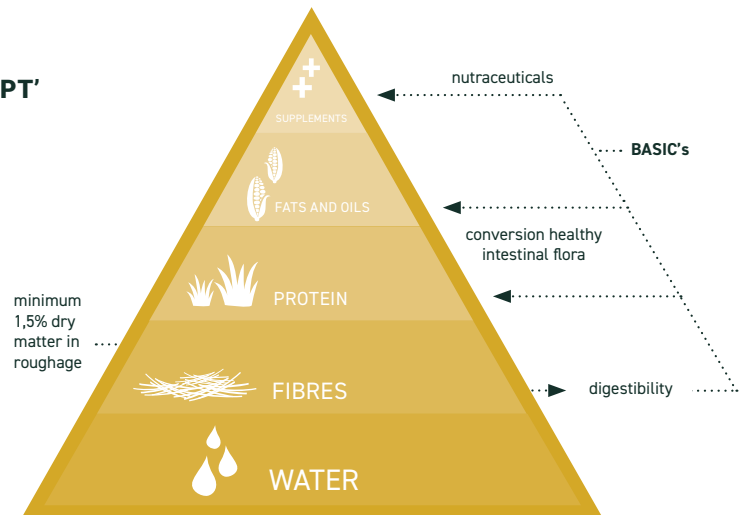 PT’
nutraceuticals
BASIC's
SUPPLEMENTS
FATS AND OILS
conversion healthy
intestinal flora
PROTEIN
minimum
1,5% dry
matter in
roughage
FIBRES
digestibility
WATER